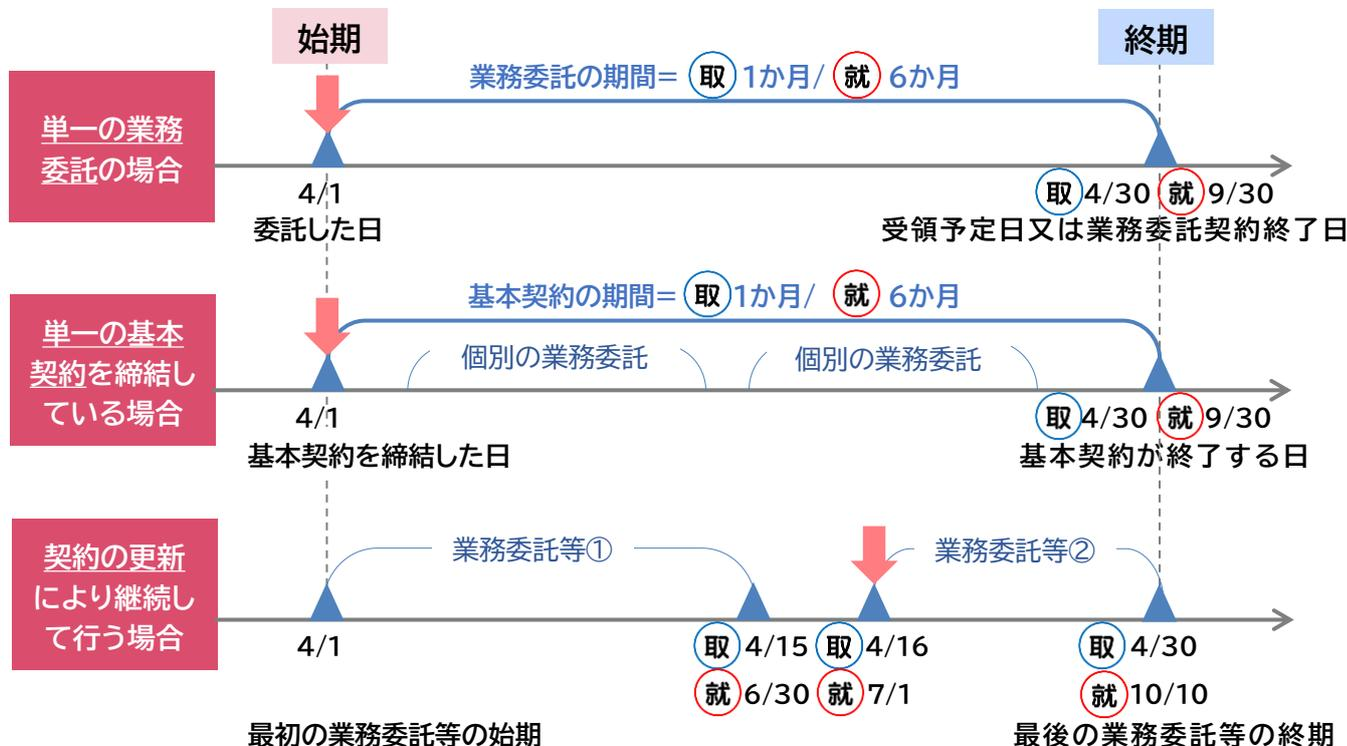 始期
終期
業務委託の期間= 取 1か月/ 就 6か月
単一の業務
委託の場合
4/1
取 4/30 就 9/30
委託した日
受領予定日又は業務委託契約終了日
基本契約の期間= 取 1か月/ 就 6か月
単一の基本
契約を締結し
ている場合
個別の業務委託
個別の業務委託
4/1
取 4/30 就 9/30
基本契約を締結した日
基本契約が終了する日
契約の更新
により継続し
て行う場合
業務委託等①
業務委託等②
4/1
取 4/15 取 4/16
取 4/30
就 6/30 就 7/1
就 10/10
最初の業務委託等の始期
最後の業務委託等の終期